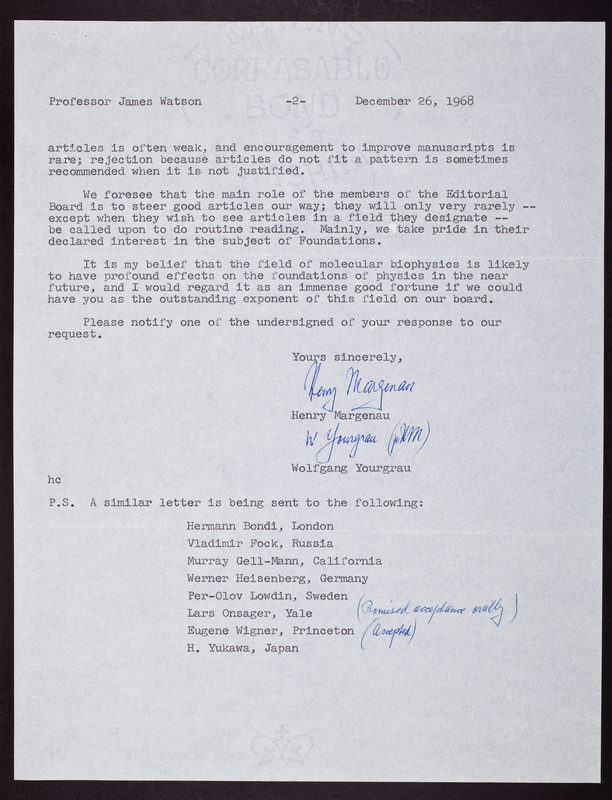 CORRASABLE
BOND
Professor James Watson -2- December 26, 1968
articles is often weak, and encouragement to improve manuscripts is
rare; rejection because articles do not fit a pattern is sometimes
recommended when it is not justified.
We foresee that the main role of the members of the Editorial
Board is to steer good articles our way; they will only very rarely --
except when they wish to see articles in a field they designate --
be called upon to do routine reading. Mainly, we take pride in their
declared interest in the subject of Foundations.
It is my belief that the field of molecular biophysics is likely
to have profound effects on the foundations of physics in the near
future, and I would regard it as an immense good fortune if we could
have you as the outstanding exponent of this field on our board.
Please notify one of the undersigned of your response to our
request.
Yours sincerely,
Henry Margenau
Henry Margenau
W Yourgrau (pHM)
Wolfgang Yourgrau
hc
P.S. A similar letter is being sent to the following:
Hermann Bondi, London
Vladimir Fock, Russia
Murray Gell-Mann, California
Werner Heisenberg, Germany
Per-Olov Lowdin, Sweden
Lars Onsager, Yale (Promised acceptance orally)
Eugene Wigner, Princeton (Accepted)
H. Yukawa, Japan